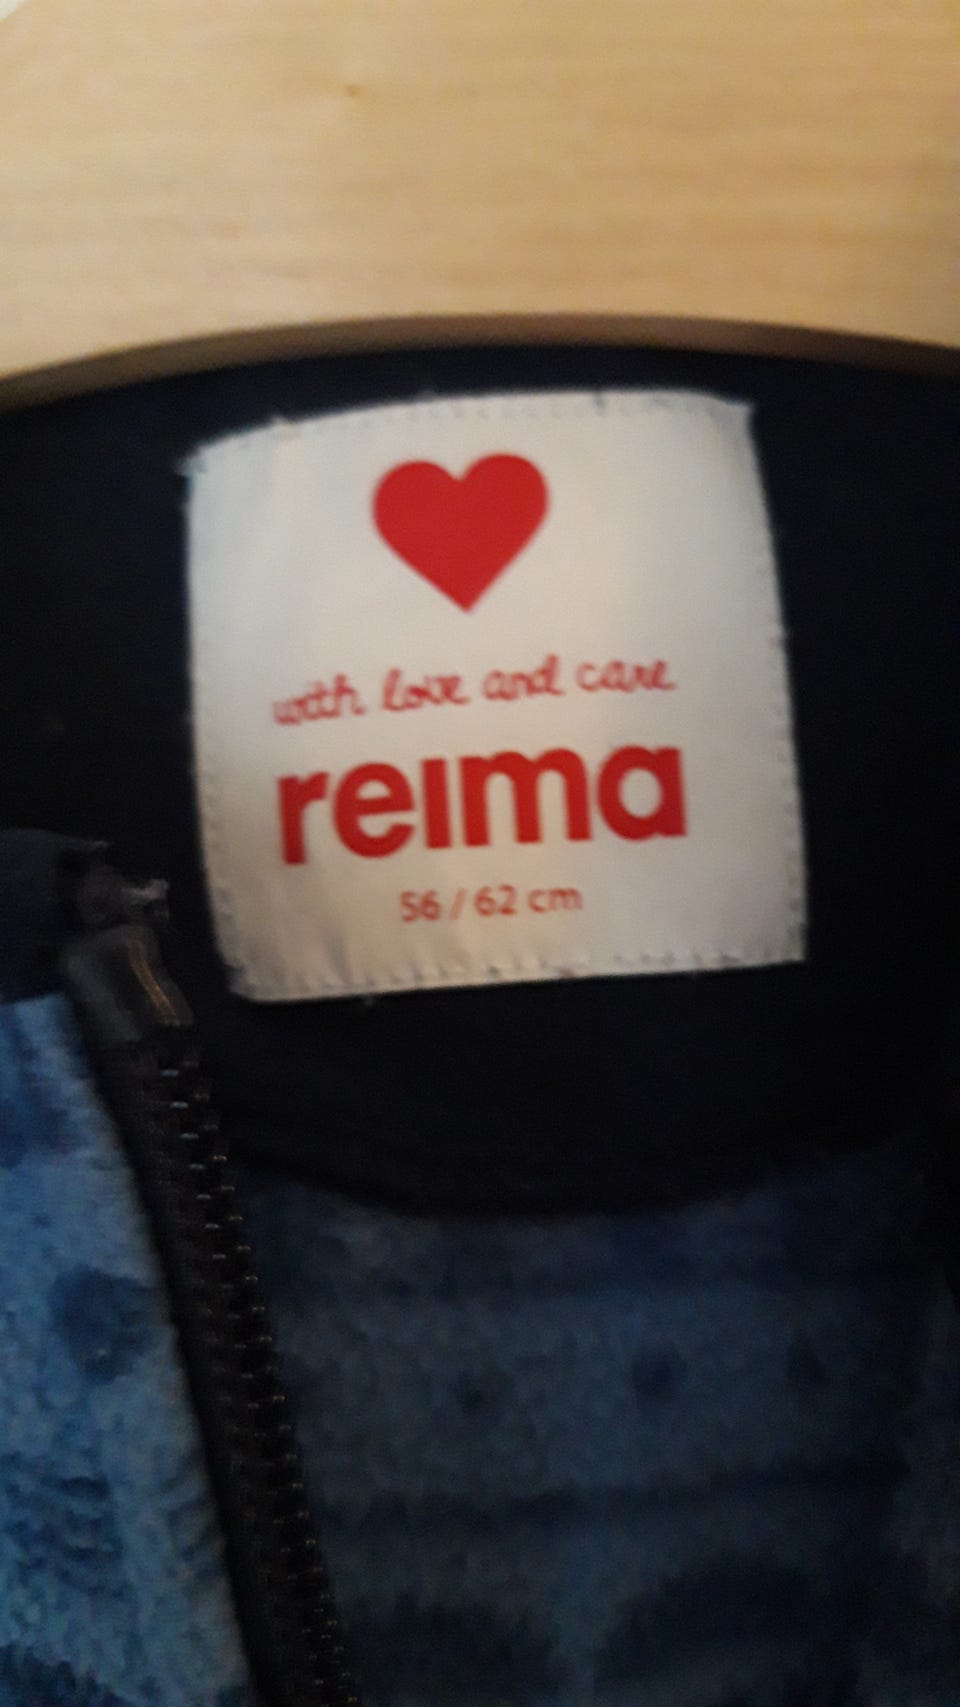 with love and care
reima
56 / 62 cm